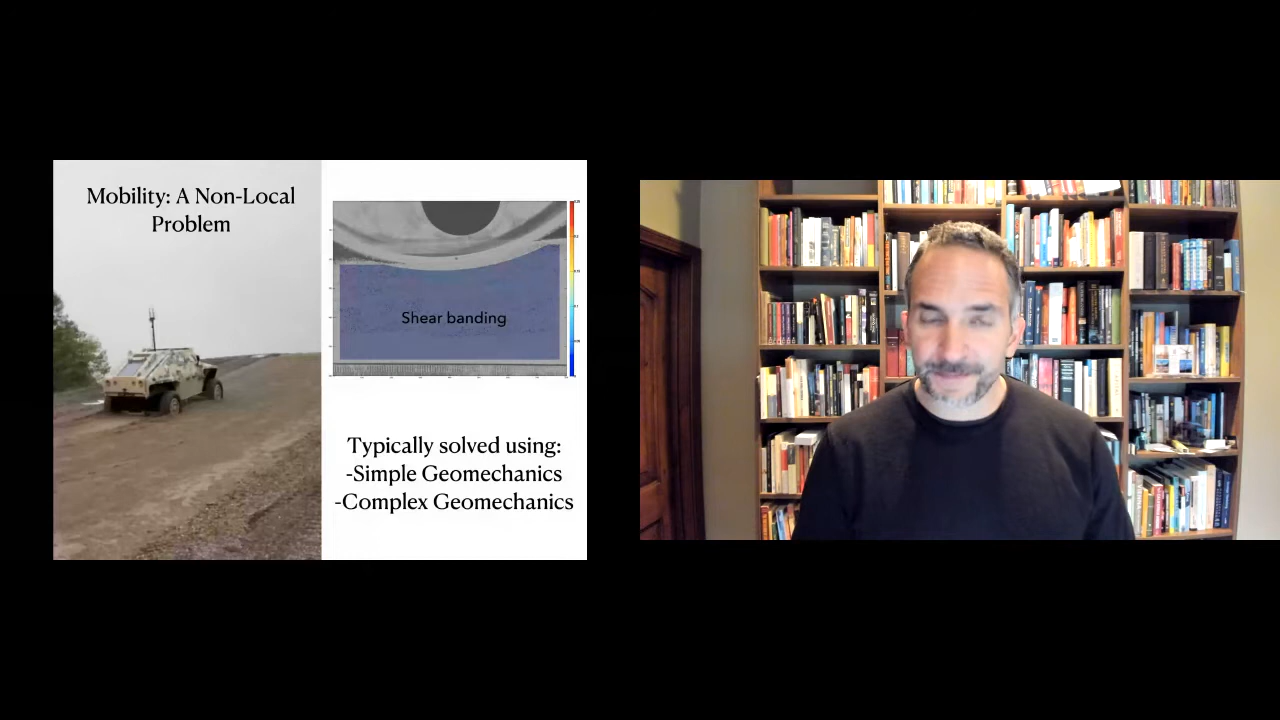 Mobility: A Non-Local
Problem
Shear banding
Typically solved using:
-Simple Geomechanics
-Complex Geomechanics